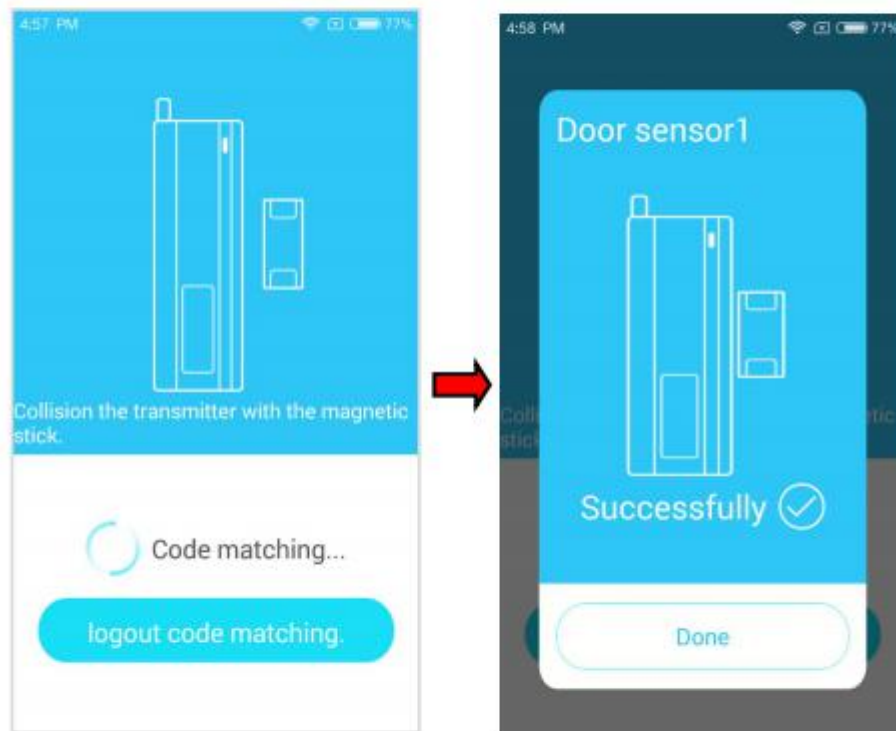 4:57 PM
77%
Collision the transmitter with the magnetic
stick.
Code matching...
logout code matching.
4:58 PM
77%
Door sensor1
Successfully
Done